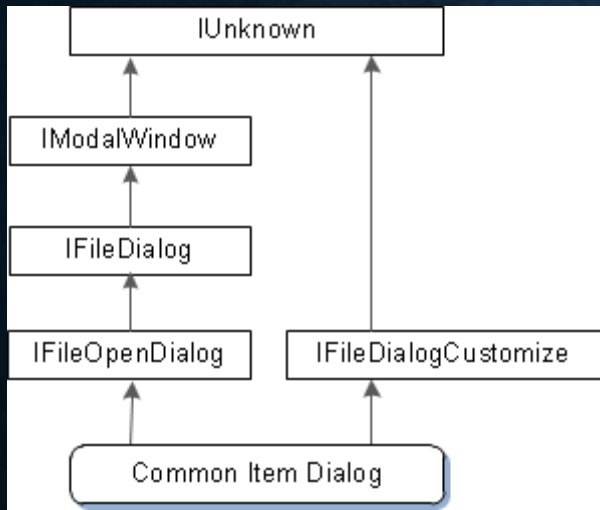 IUnknown
IModalWindow
IFileDialog
IFileOpenDialog
IFileDialogCustomize
Common Item Dialog